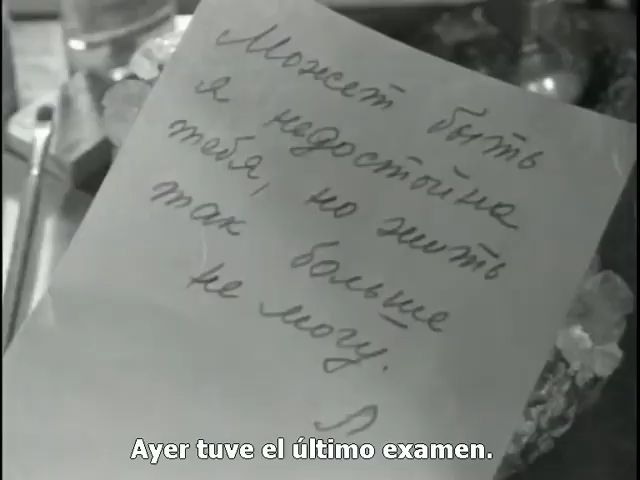 Может быть
я недостойна
тебя, но жить
так больше
не могу.
Л
Ayer tuve el último examen.